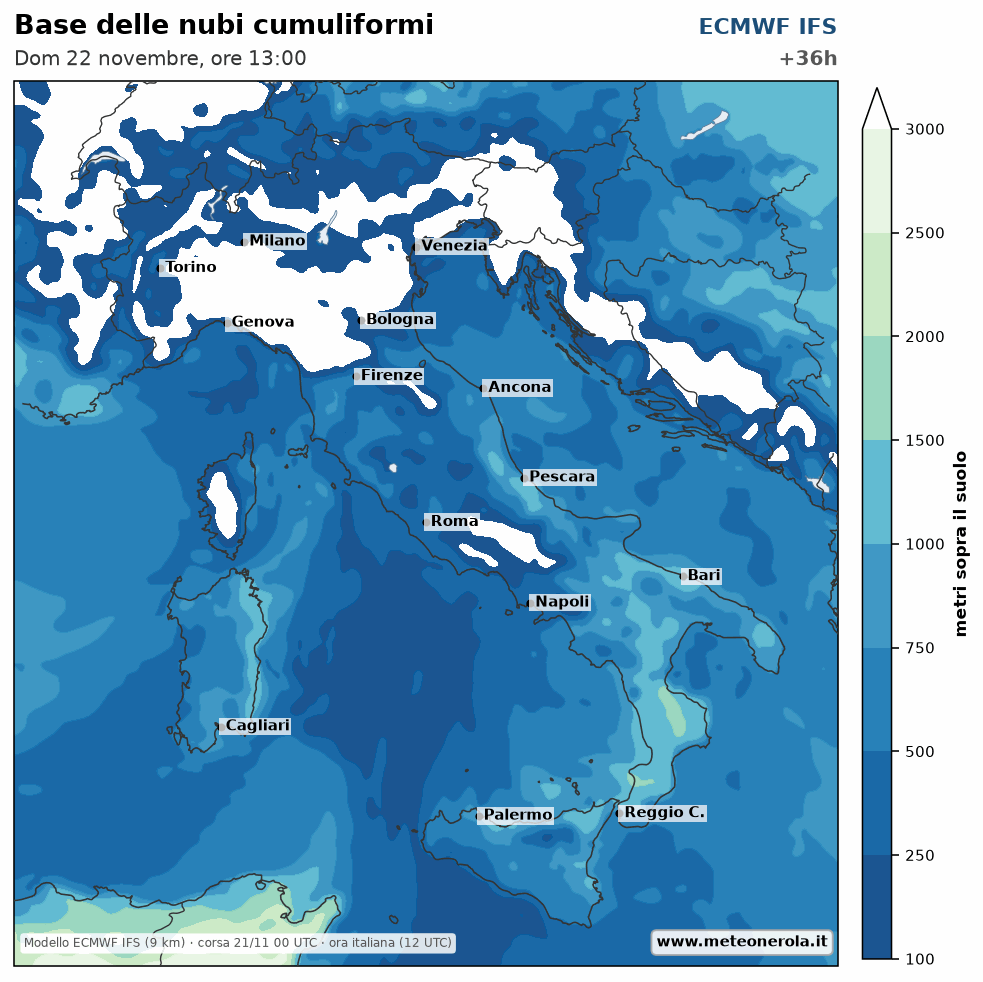 Base delle nubi cumuliformi
ECMWF IFS
Dom 22 novembre, ore 13:00
+36h
Milano
Venezia
Torino
Genova
Bologna
Firenze
Ancona
Pescara
Roma
Bari
Napoli
Cagliari
Palermo
Reggio C.
3000
2500
2000
1500
1000
750
500
250
100
metri sopra il suolo
Modello ECMWF IFS (9 km) · corsa 21/11 00 UTC · ora italiana (12 UTC)
www.meteonerola.it